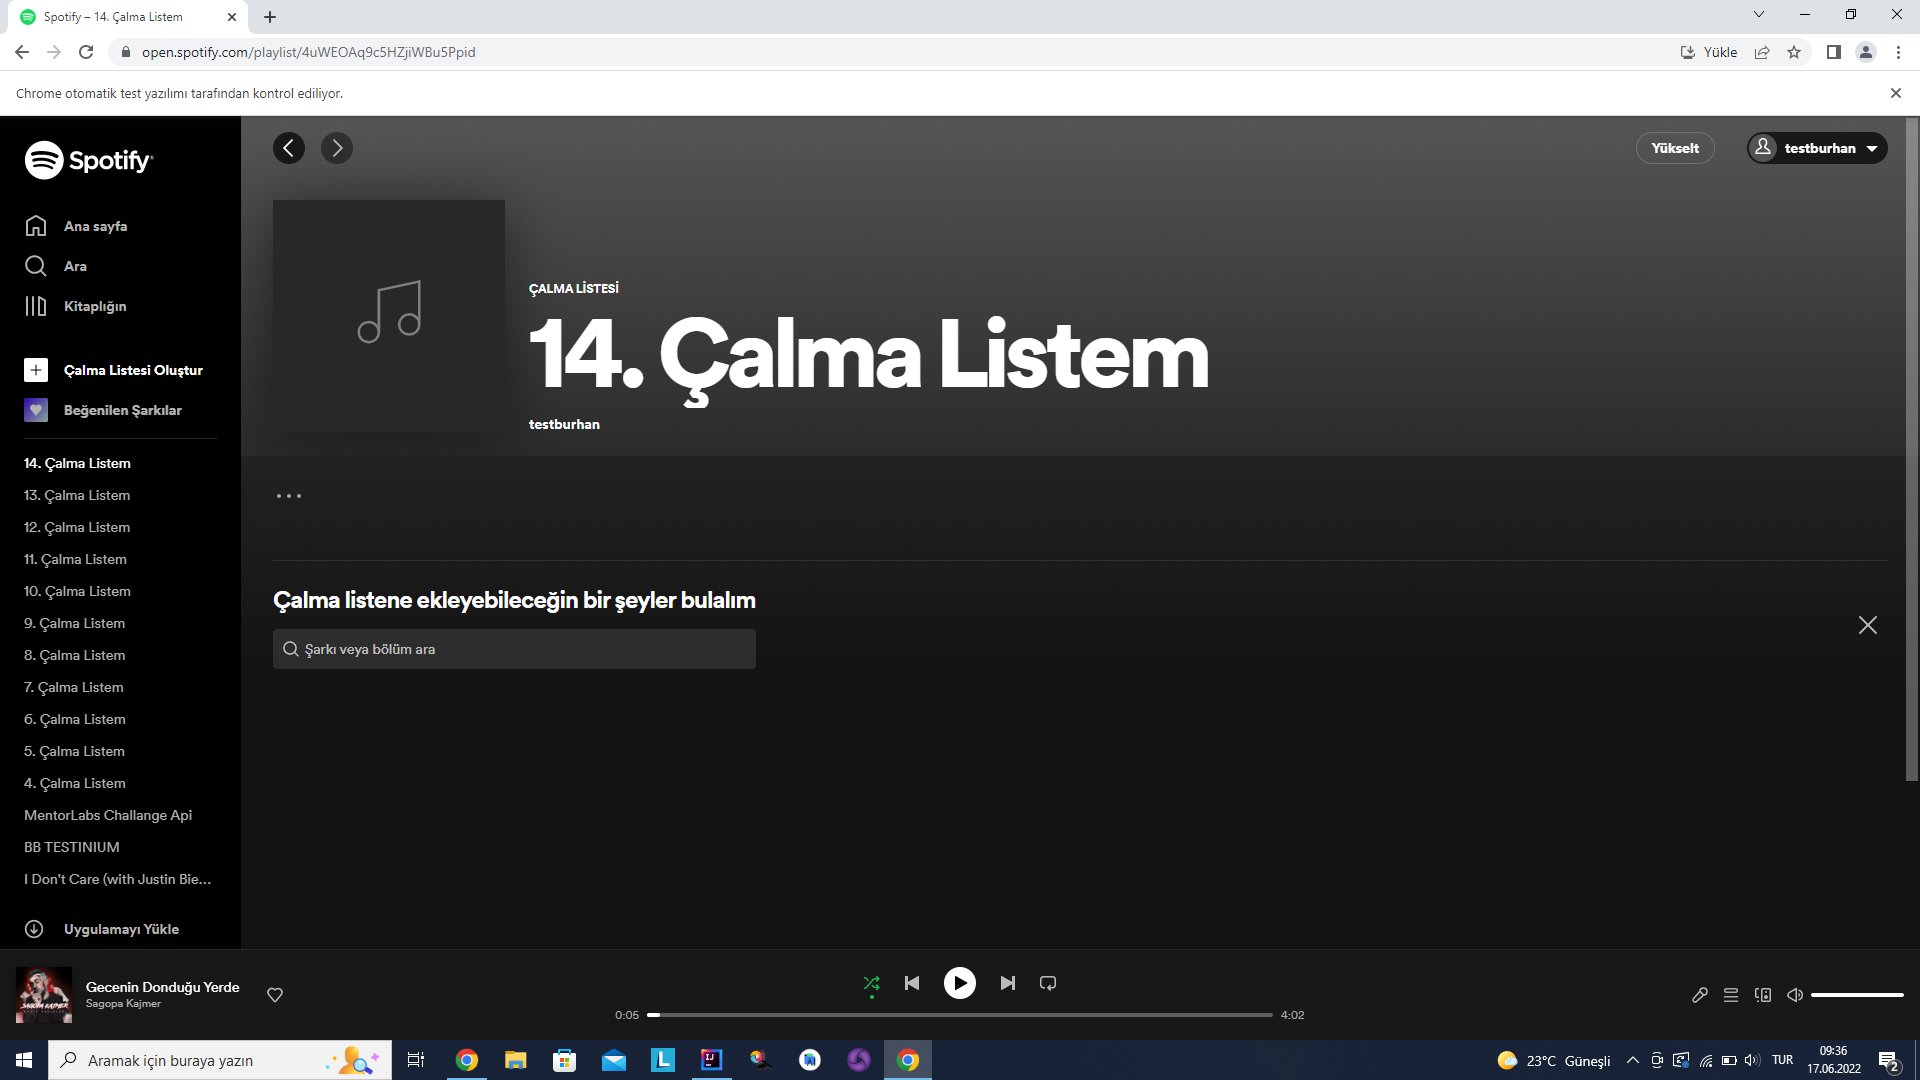 Spotify – 14. Çalma Listem
open.spotify.com/playlist/4uWEOAq9c5HZjiWBu5Ppid
Yükle
Chrome otomatik test yazılımı tarafından kontrol ediliyor.
Spotify
Yükselt
testburhan
Ana sayfa
Ara
Kitaplığın
Çalma Listesi Oluştur
Beğenilen Şarkılar
14. Çalma Listem
13. Çalma Listem
12. Çalma Listem
11. Çalma Listem
10. Çalma Listem
9. Çalma Listem
8. Çalma Listem
7. Çalma Listem
6. Çalma Listem
5. Çalma Listem
4. Çalma Listem
MentorLabs Challange Api
BB TESTINIUM
I Don't Care (with Justin Bie...
Uygulamayı Yükle
ÇALMA LİSTESİ
14. Çalma Listem
testburhan
Çalma listene ekleyebileceğin bir şeyler bulalım
Şarkı veya bölüm ara
SAGOPA KAJMER
Gecenin Donduğu Yerde
Sagopa Kajmer
0:05
4:02
Aramak için buraya yazın
L
IJ
23°C Güneşli
TUR
09:36
17.06.2022
2